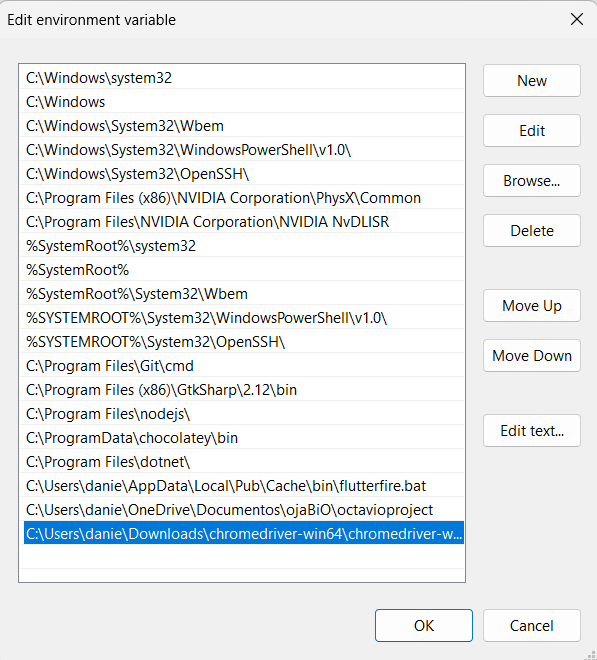 Edit environment variable
C:\Windows\system32
C:\Windows
C:\Windows\System32\Wbem
C:\Windows\System32\WindowsPowerShell\v1.0\
C:\Windows\System32\OpenSSH\
C:\Program Files (x86)\NVIDIA Corporation\PhysX\Common
C:\Program Files\NVIDIA Corporation\NVIDIA NvDLISR
%SystemRoot%\system32
%SystemRoot%
%SystemRoot%\System32\Wbem
%SYSTEMROOT%\System32\WindowsPowerShell\v1.0\
%SYSTEMROOT%\System32\OpenSSH\
C:\Program Files\Git\cmd
C:\Program Files (x86)\GtkSharp\2.12\bin
C:\Program Files\nodejs\
C:\ProgramData\chocolatey\bin
C:\Program Files\dotnet\
C:\Users\danie\AppData\Local\Pub\Cache\bin\flutterfire.bat
C:\Users\danie\OneDrive\Documentos\ojaBiO\octavioproject
C:\Users\danie\Downloads\chromedriver-win64\chromedriver-w...
New
Edit
Browse...
Delete
Move Up
Move Down
Edit text...
OK
Cancel